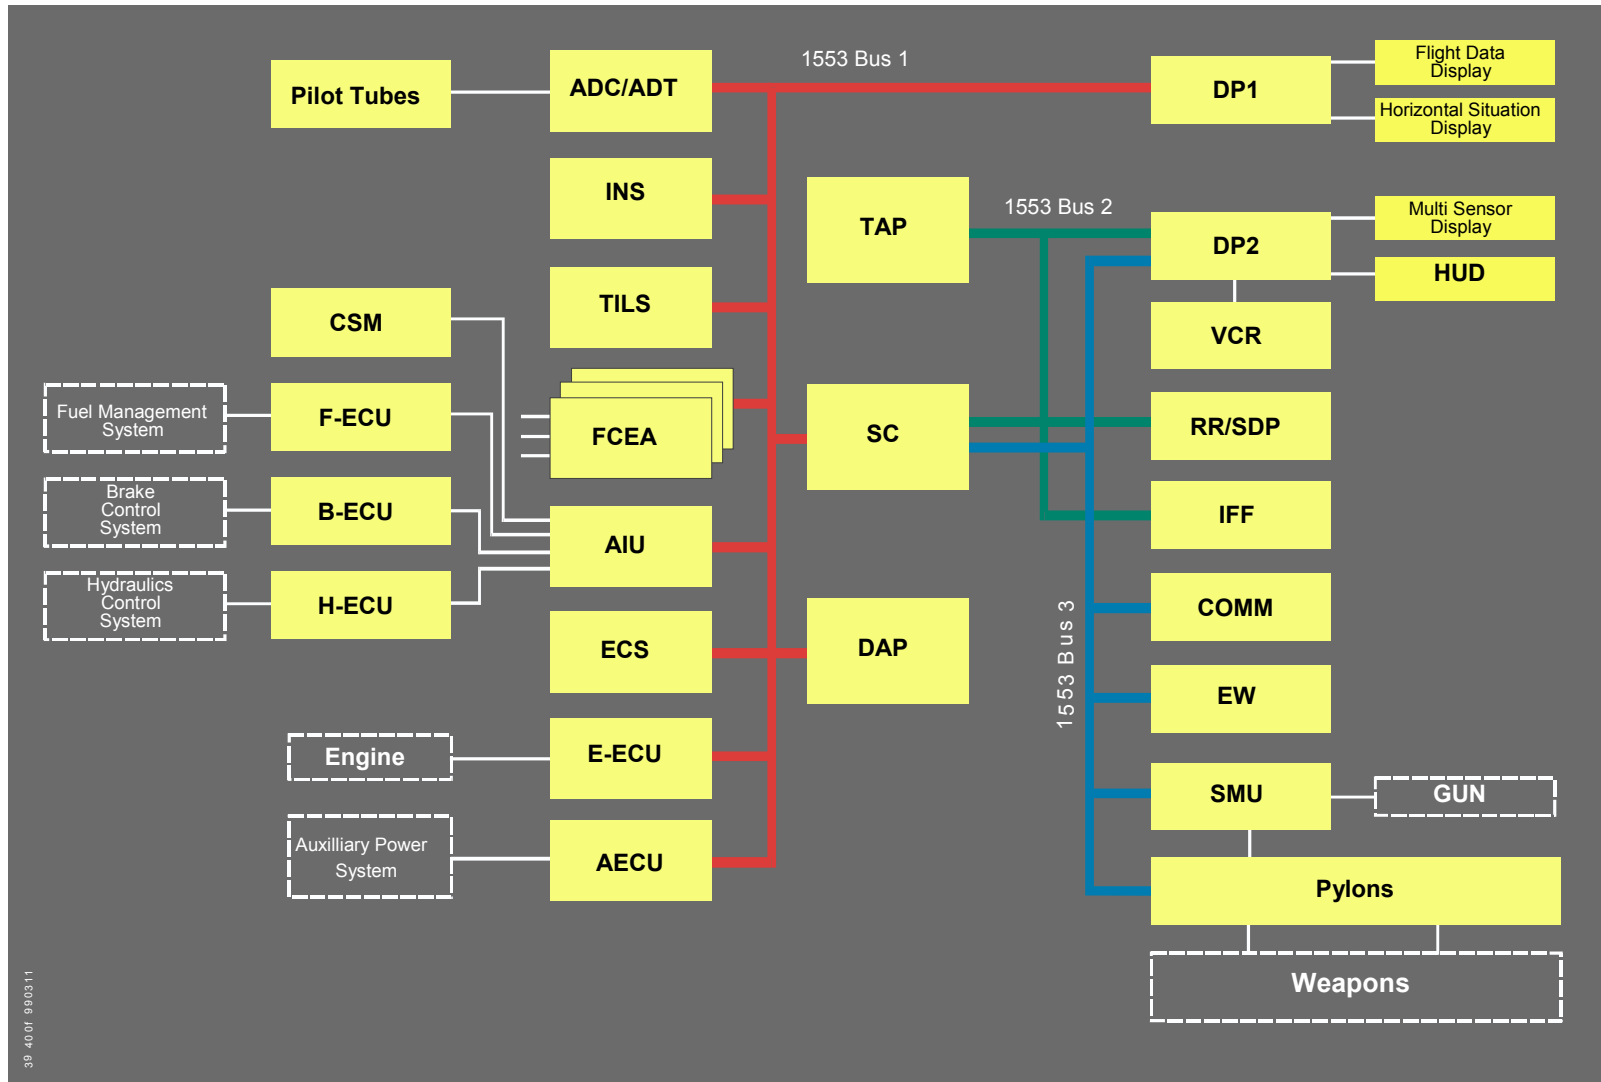 1553 Bus 1
Pilot Tubes
ADC/ADT
DP1
Flight Data
Display
Horizontal Situation
Display
INS
TAP
1553 Bus 2
DP2
Multi Sensor
Display
HUD
TILS
CSM
VCR
Fuel Management
System
F-ECU
FCEA
SC
RR/SDP
Brake
Control
System
B-ECU
AIU
IFF
Hydraulics
Control
System
H-ECU
1553 Bus 3
COMM
ECS
DAP
EW
Engine
E-ECU
SMU
GUN
Auxilliary Power
System
AECU
Pylons
Weapons
39 400f 990311